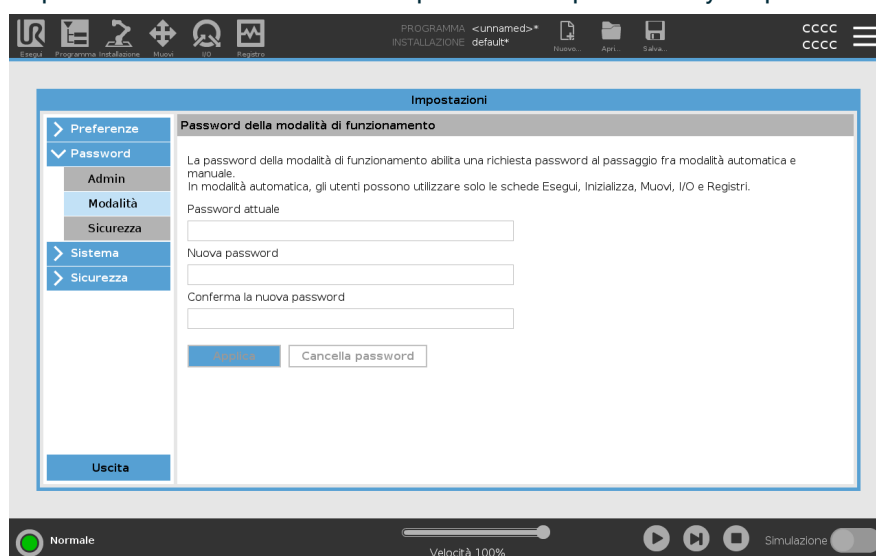 PROGRAMMA <unnamed>*
INSTALLAZIONE default*
CCCC
CCCC
Esegui Programma Installazione Muovi I/O Registro Nuovo... Apri... Salva...
Impostazioni
Preferenze
Password
Admin
Modalità
Sicurezza
Sistema
Sicurezza
Uscita
Password della modalità di funzionamento
La password della modalità di funzionamento abilita una richiesta password al passaggio fra modalità automatica e
manuale.
In modalità automatica, gli utenti possono utilizzare solo le schede Esegui, Inizializza, Muovi, I/O e Registri.
Password attuale
Nuova password
Conferma la nuova password
Applica Cancella password
Normale
Velocità 100%
Simulazione